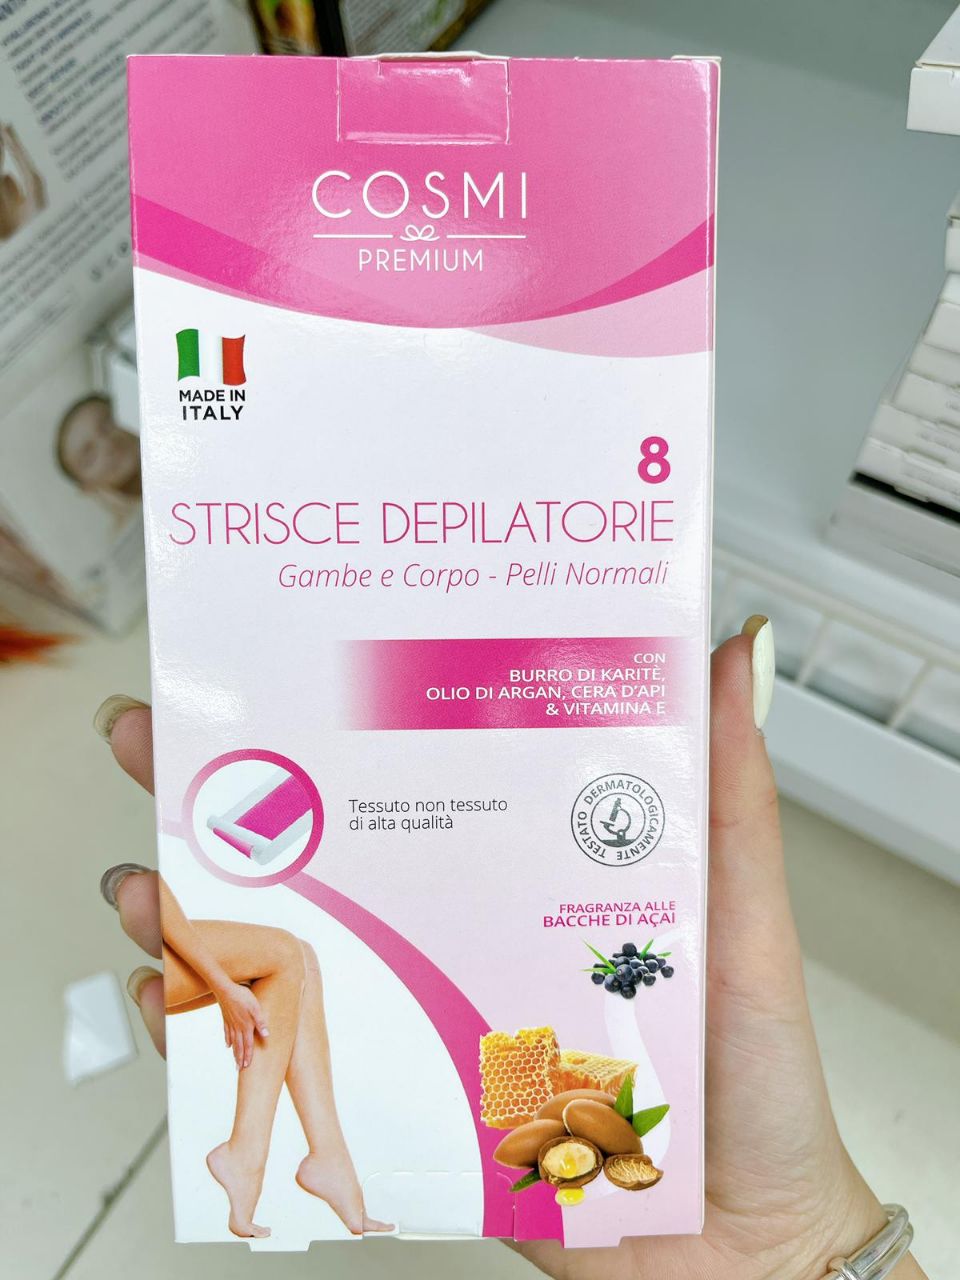 COSMI
PREMIUM
MADE IN
ITALY
8
STRISCE DEPILATORIE
Gambe e Corpo - Pelli Normali
CON
BURRO DI KARITÈ,
OLIO DI ARGAN, CERA D'API
& VITAMINA E
Tessuto non tessuto
di alta qualità
TESTATO DERMATOLOGICAMENTE
FRAGRANZA ALLE
BACCHE DI AÇAI